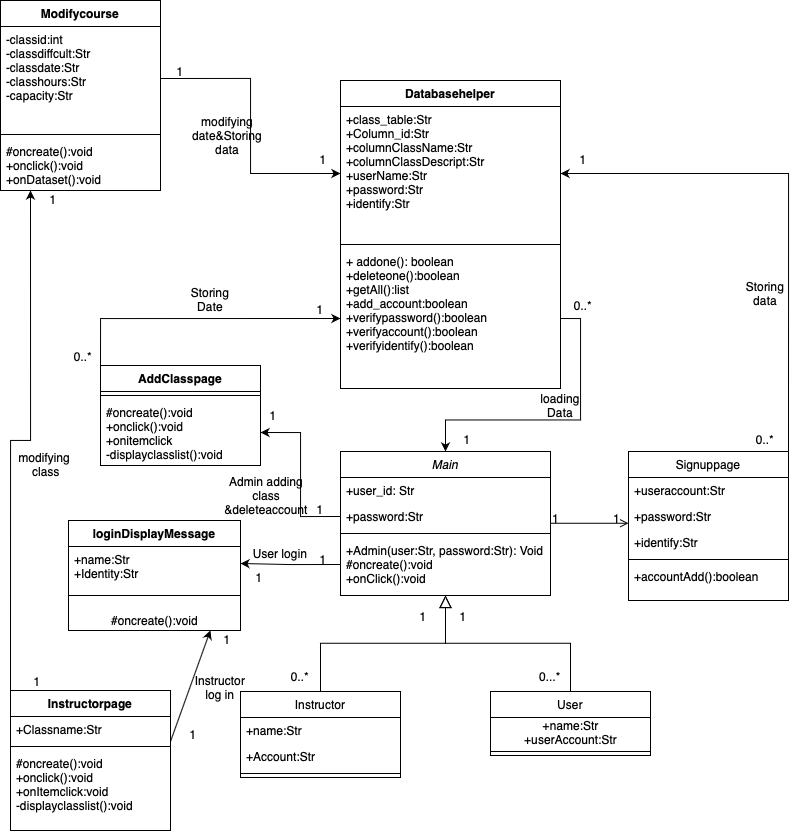 Modifycourse
-classid:int
-classdiffcult:Str
-classdate:Str
-classhours:Str
-capacity:Str
#oncreate():void
+onclick():void
+onDataset():void
1
modifying
date&Storing
data
1
1
Databasehelper
+class_table:Str
+Column_id:Str
+columnClassName:Str
+columnClassDescript:Str
+userName:Str
+password:Str
+identify:Str
+ addone(): boolean
+deleteone():boolean
+getAll():list
+add_account:boolean
+verifypassword():boolean
+verifyaccount():boolean
+verifyidentify():boolean
1
Storing
data
0..*
Storing
Date
1
0..*
0..*
loading
Data
1
AddClasspage
#oncreate():void
+onclick():void
+onitemclick
-displayclasslist():void
1
Admin adding
class
&deleteaccount
1
modifying
class
Main
+user_id: Str
+password:Str
+Admin(user:Str, password:Str): Void
#oncreate():void
+onClick():void
1
1
Signuppage
+useraccount:Str
+password:Str
+identify:Str
+accountAdd():boolean
loginDisplayMessage
+name:Str
+Identity:Str
#oncreate():void
User login
1
1
1
1
1
0..*
0...*
Instructor
log in
1
1
Instructorpage
+Classname:Str
#oncreate():void
+onclick():void
+onItemclick:void
-displayclasslist():void
1
Instructor
+name:Str
+Account:Str
User
+name:Str
+userAccount:Str